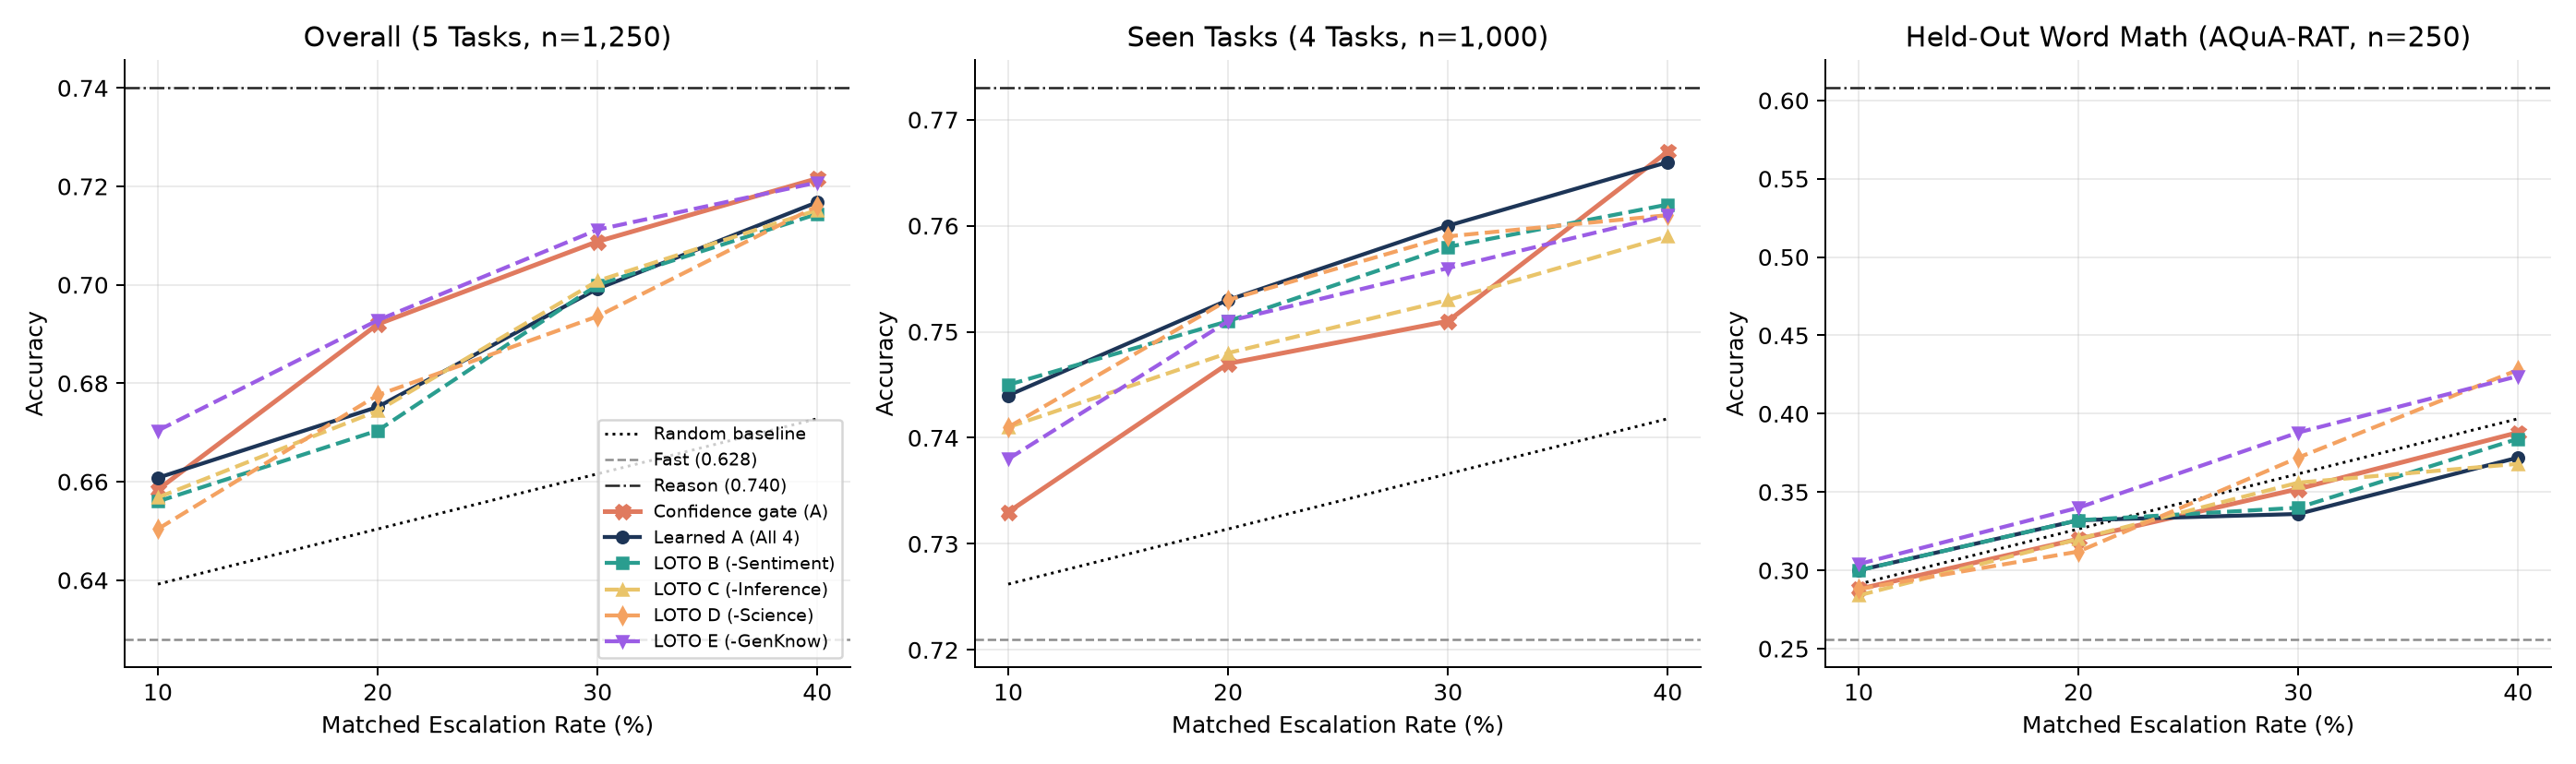 Overall (5 Tasks, n=1,250)
Accuracy
0.74
0.72
0.70
0.68
0.66
0.64
10 20 30 40
Matched Escalation Rate (%)
Random baseline
Fast (0.628)
Reason (0.740)
Confidence gate (A)
Learned A (All 4)
LOTO B (-Sentiment)
LOTO C (-Inference)
LOTO D (-Science)
LOTO E (-GenKnow)
Seen Tasks (4 Tasks, n=1,000)
Accuracy
0.77
0.76
0.75
0.74
0.73
0.72
10 20 30 40
Matched Escalation Rate (%)
Held-Out Word Math (AQuA-RAT, n=250)
Accuracy
0.60
0.55
0.50
0.45
0.40
0.35
0.30
0.25
10 20 30 40
Matched Escalation Rate (%)